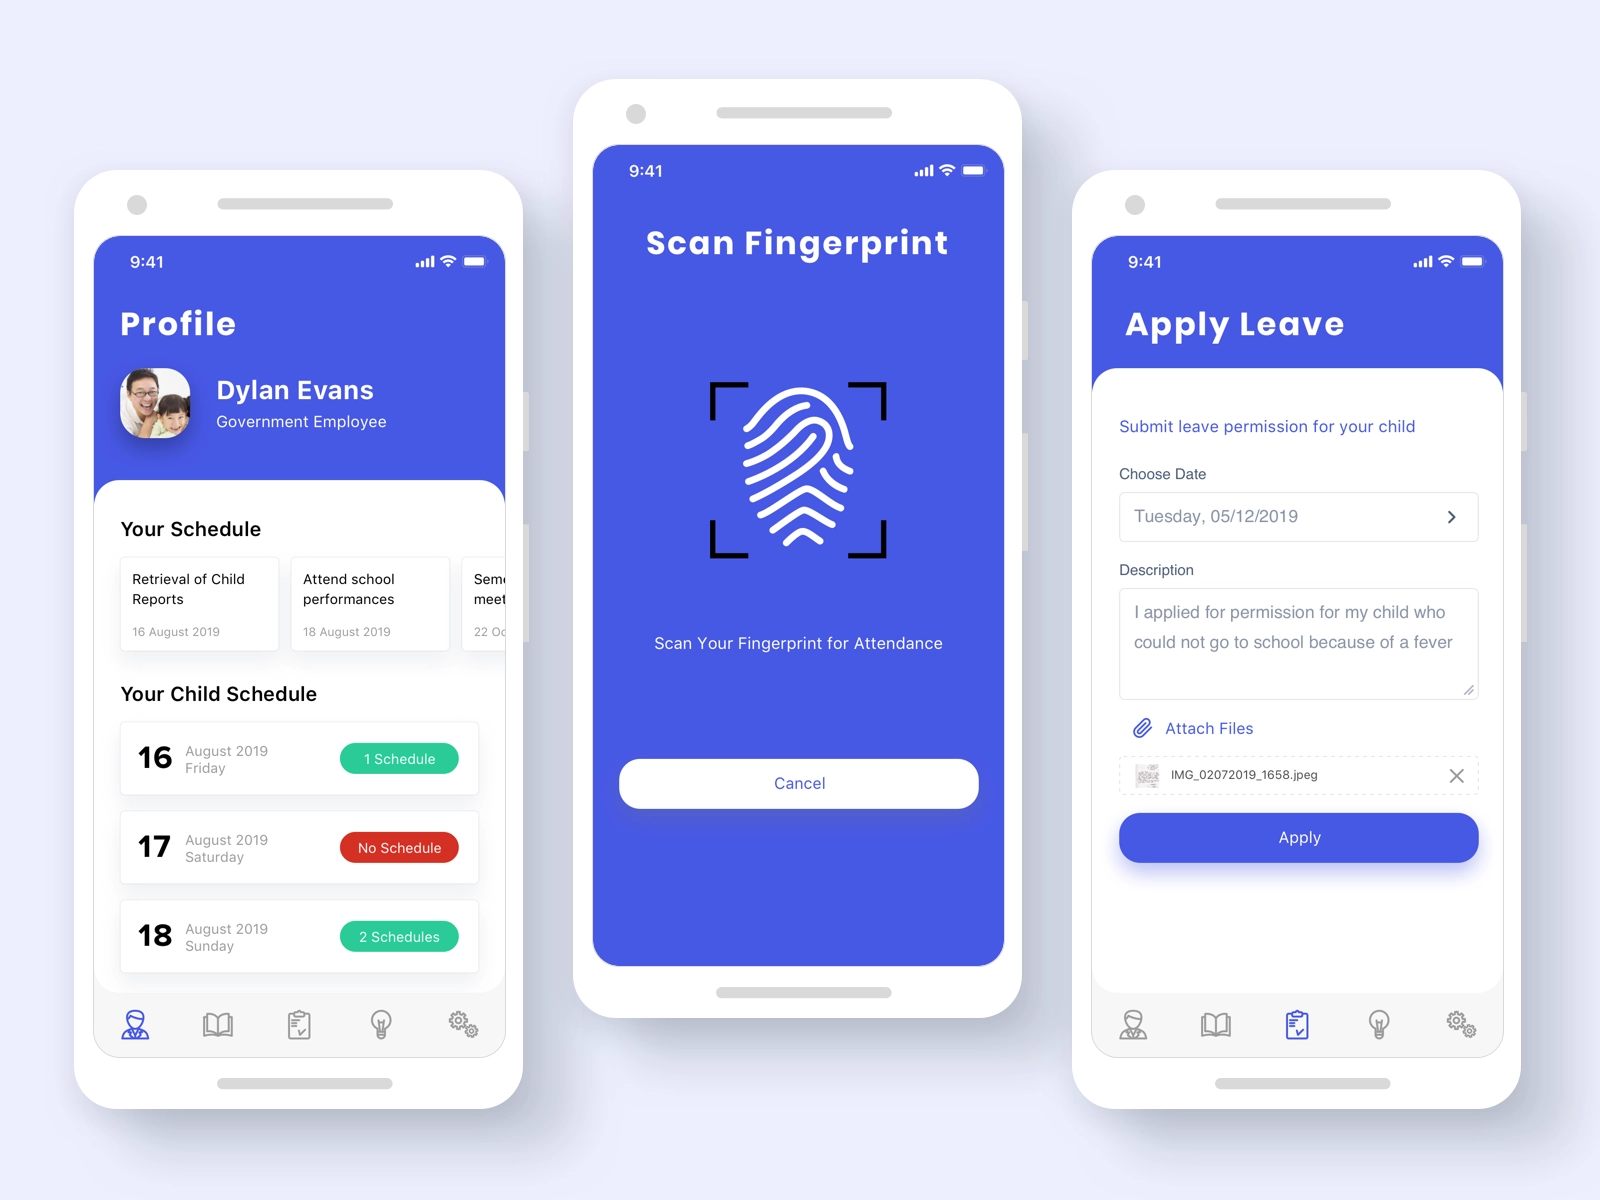 9:41
Profile
Dylan Evans
Government Employee
Your Schedule
Retrieval of Child
Reports
16 August 2019
Attend school
performances
18 August 2019
22
Your Child Schedule
16
August 2019
Friday
1 Schedule
17
August 2019
Saturday
No Schedule
18
August 2019
Sunday
2 Schedules
9:41
Scan Fingerprint
Scan Your Fingerprint for Attendance
Cancel
9:41
Apply Leave
Submit leave permission for your child
Choose Date
Tuesday, 05/12/2019
Description
I applied for permission for my child who
could not go to school because of a fever
Attach Files
IMG_02072019_1658.jpeg
Apply